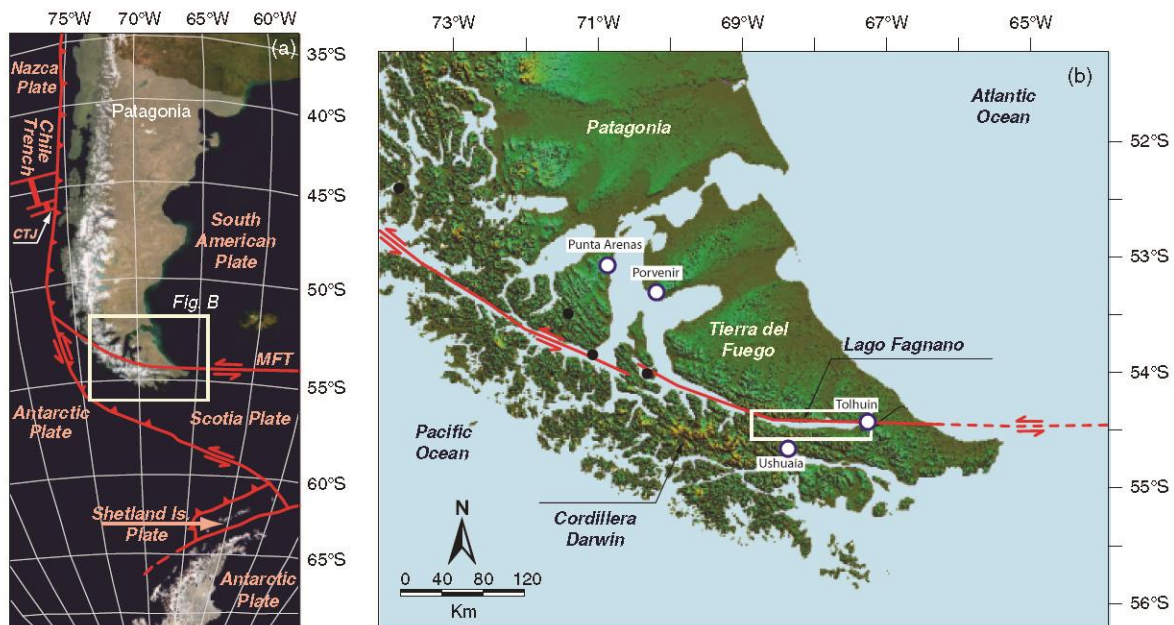 75°W 70°W 65°W 60°W
(a)
Nazca
Plate
35°S
Patagonia
40°S
Chile
Trench
45°S
CTJ
South
American
Plate
50°S
Fig. B
MFT
55°S
Antarctic
Plate
Scotia Plate
60°S
Shetland Is.
Plate
65°S
Antarctic
Plate
73°W 71°W 69°W 67°W 65°W
(b)
Atlantic
Ocean
Patagonia
52°S
Punta Arenas
53°S
Porvenir
Tierra del
Fuego
Lago Fagnano
54°S
Tolhuin
Pacific
Ocean
Ushuaia
55°S
Cordillera
Darwin
N
0 40 80 120
Km
56°S